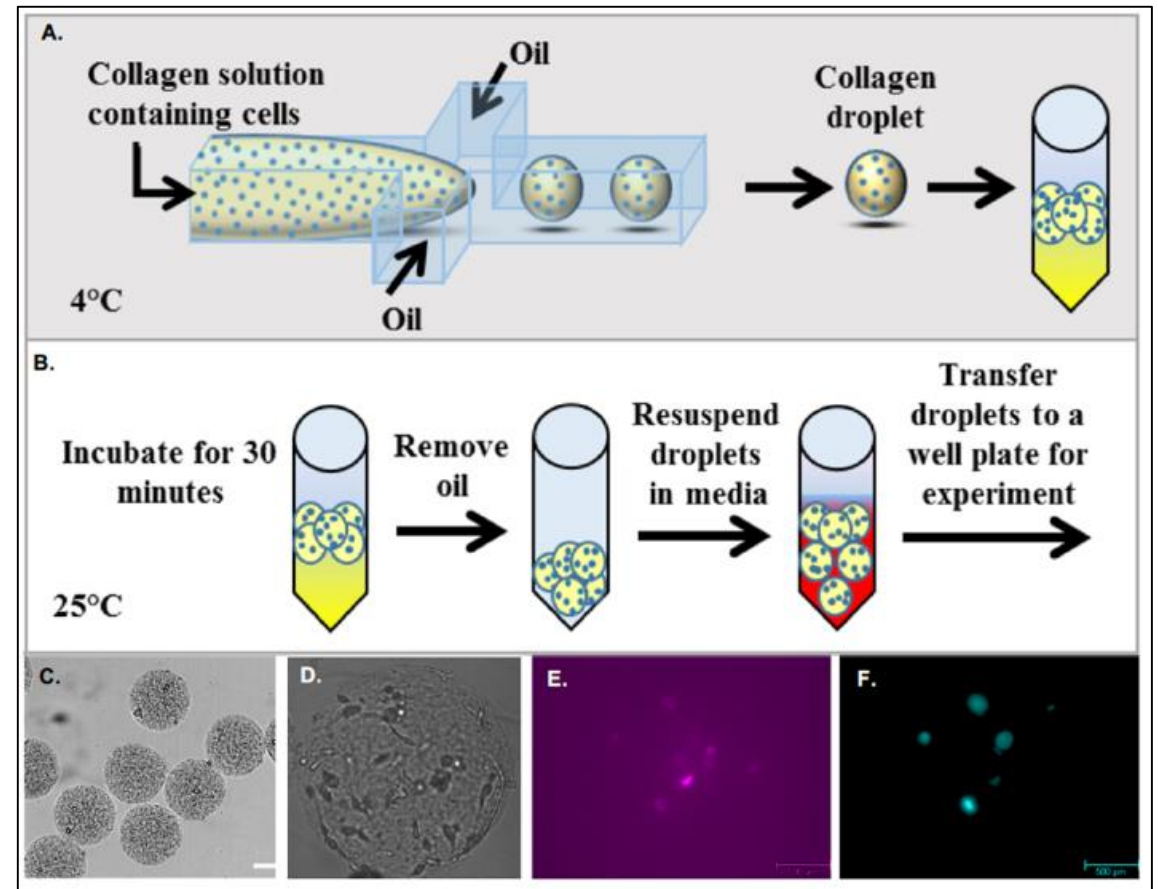 A.
Oil
Collagen solution
containing cells
Collagen
droplet
4°C
Oil
B.
Transfer
droplets to a
well plate for
experiment
Resuspend
droplets
in media
Remove
oil
Incubate for 30
minutes
25°C
C.
D.
E.
F.
500 µm